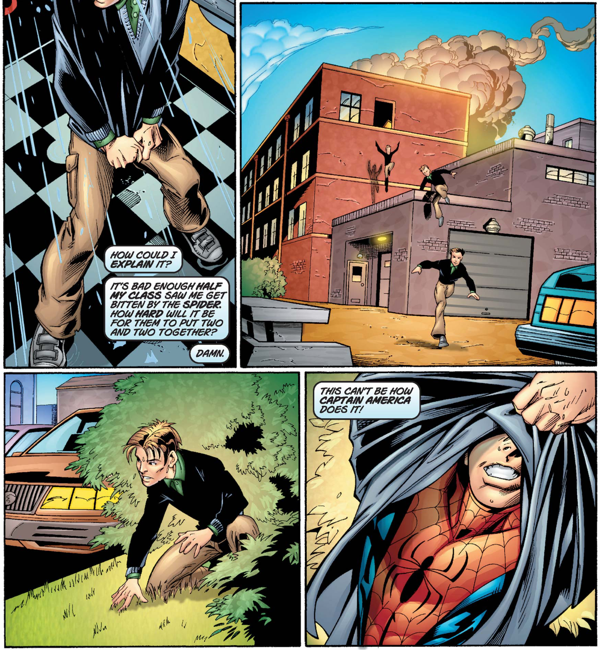 HOW COULD I
EXPLAIN IT?
IT'S BAD ENOUGH HALF
MY CLASS SAW ME GET
BITTEN BY THE SPIDER.
HOW HARD WILL IT BE
FOR THEM TO PUT TWO
AND TWO TOGETHER?
DAMN.
THIS CAN'T BE HOW
CAPTAIN AMERICA
DOES IT!